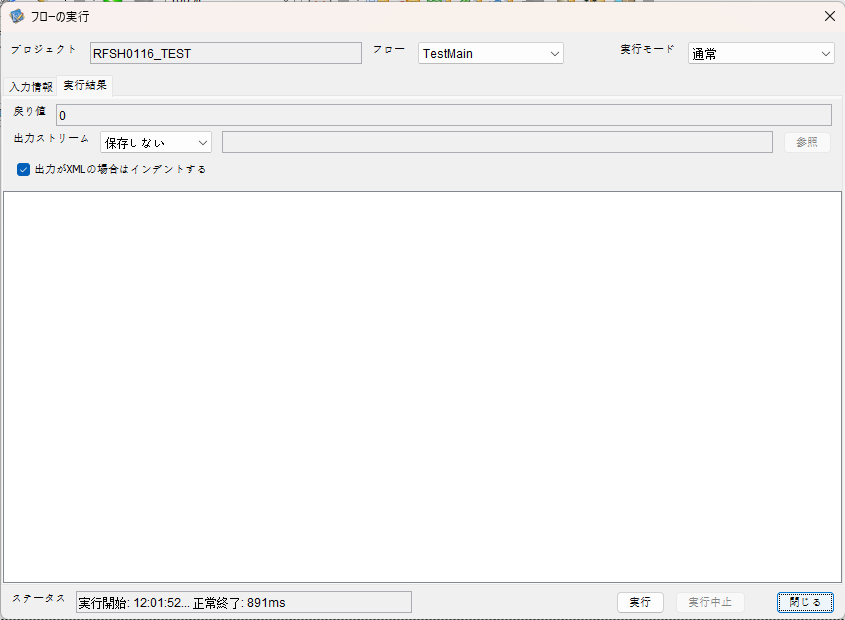 フローの実行
プロジェクト RFSH0116_TEST フロー TestMain 実行モード 通常
入力情報 実行結果
戻り値 0
出力ストリーム 保存しない 参照
出力がXMLの場合はインデントする
ステータス 実行開始: 12:01:52... 正常終了: 891ms 実行 実行中止 閉じる